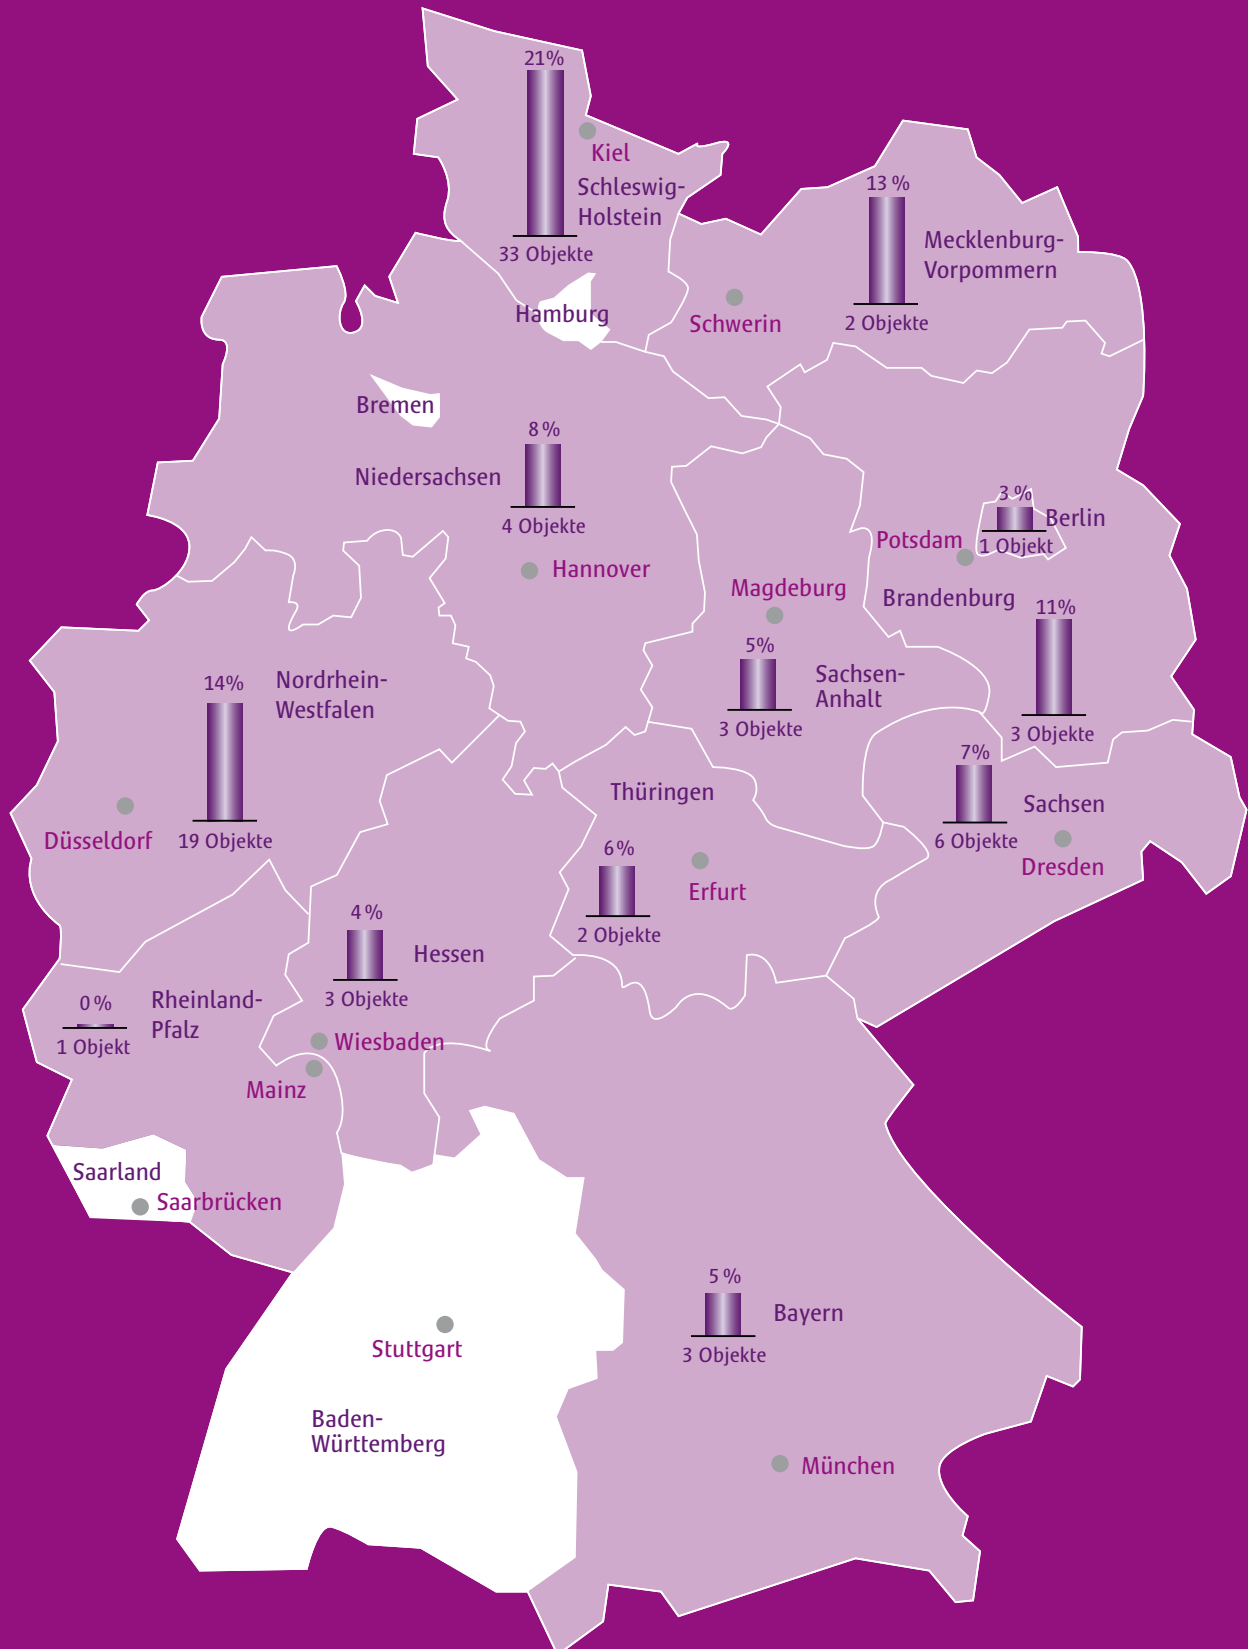 21%
Kiel
Schleswig-
Holstein
33 Objekte
13 %
Mecklenburg-
Vorpommern
2 Objekte
Schwerin
Hamburg
Bremen
8 %
Niedersachsen
4 Objekte
Hannover
3 %
Berlin
1 Objekt
Potsdam
Brandenburg
11%
3 Objekte
Magdeburg
5%
Sachsen-
Anhalt
3 Objekte
14%
Nordrhein-
Westfalen
19 Objekte
Düsseldorf
7%
Sachsen
6 Objekte
Dresden
Thüringen
6 %
Erfurt
2 Objekte
4 %
Hessen
3 Objekte
Wiesbaden
0 %
Rheinland-
Pfalz
1 Objekt
Mainz
Saarland
Saarbrücken
5 %
Bayern
3 Objekte
Stuttgart
Baden-
Württemberg
München